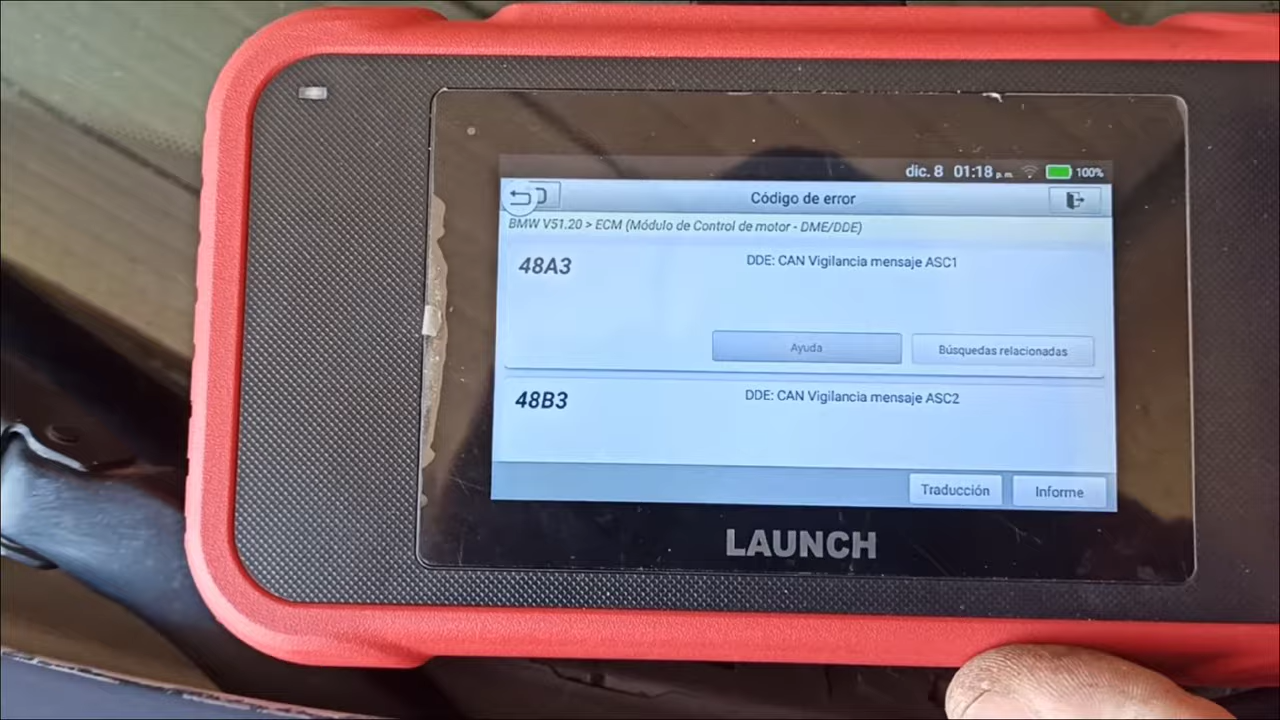 dic. 8 01:18 p.m. 100%
Código de error
BMW V51.20 > ECM (Módulo de Control de motor - DME/DDE)
48A3 DDE: CAN Vigilancia mensaje ASC1
Ayuda Búsquedas relacionadas
48B3 DDE: CAN Vigilancia mensaje ASC2
Traducción Informe
LAUNCH